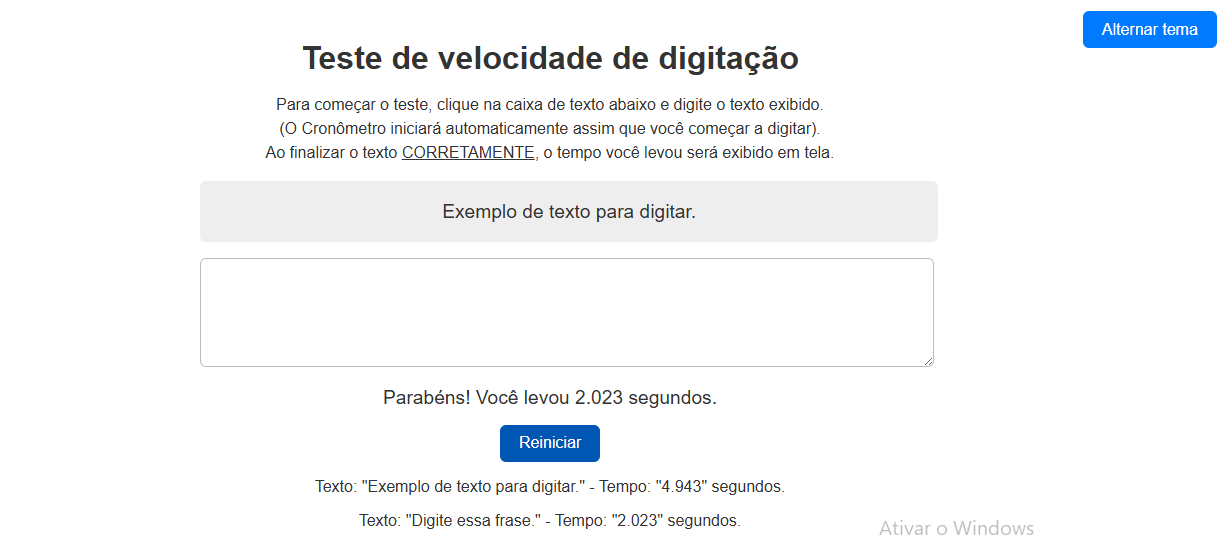 Alternar tema
Teste de velocidade de digitação
Para começar o teste, clique na caixa de texto abaixo e digite o texto exibido.
(O Cronômetro iniciará automaticamente assim que você começar a digitar).
Ao finalizar o texto CORRETAMENTE, o tempo você levou será exibido em tela.
Exemplo de texto para digitar.
Parabéns! Você levou 2.023 segundos.
Reiniciar
Texto: "Exemplo de texto para digitar." - Tempo: "4.943" segundos.
Texto: "Digite essa frase." - Tempo: "2.023" segundos.
Ativar o Windows